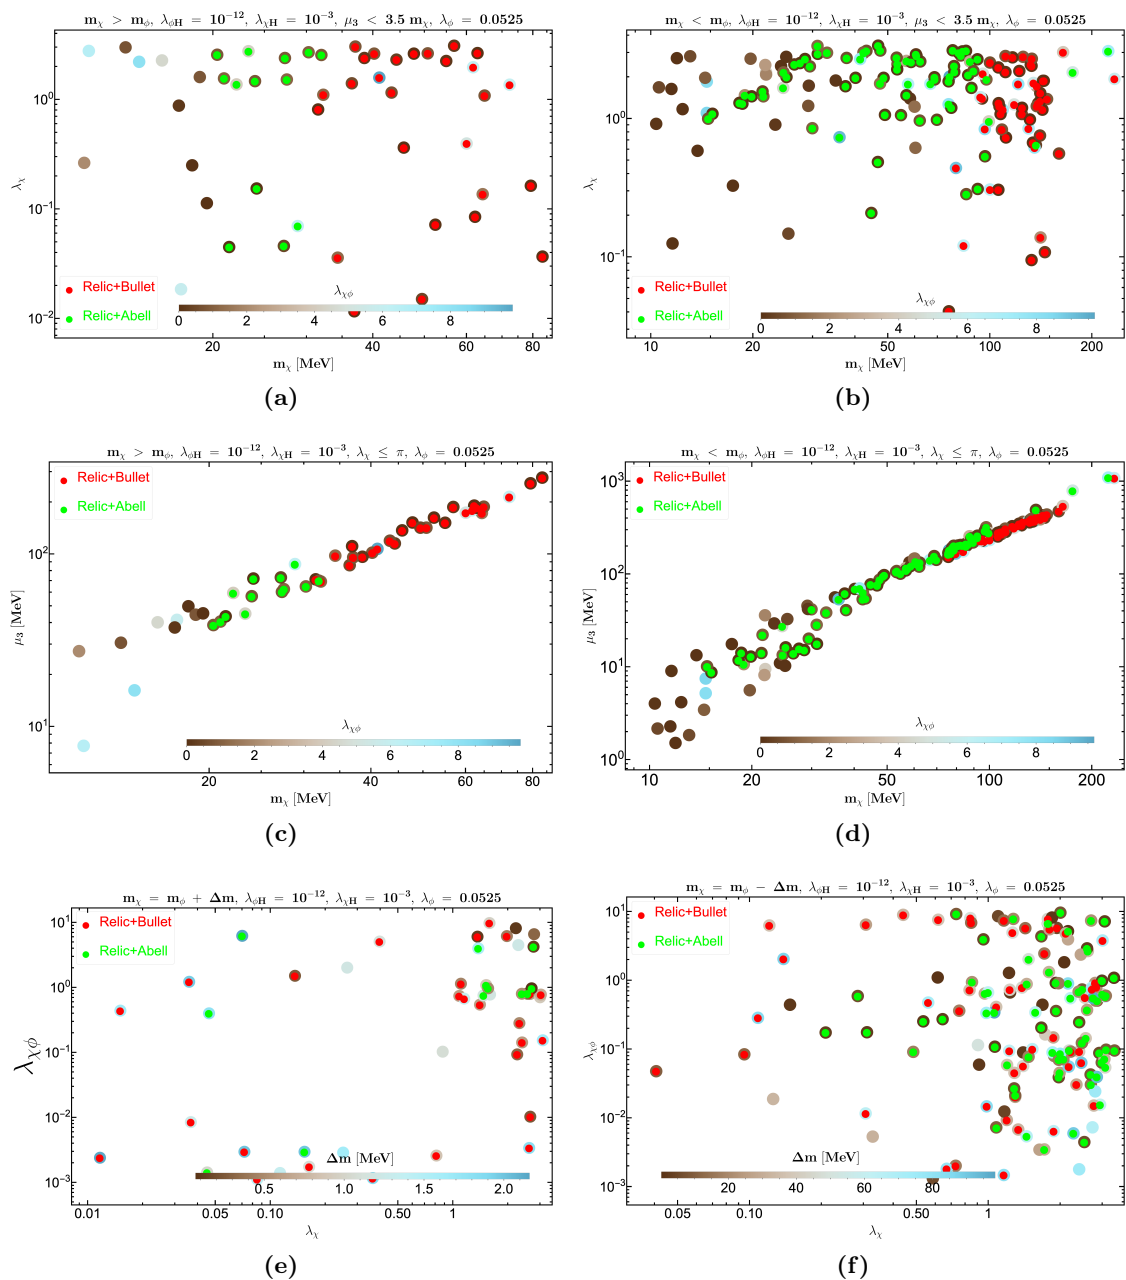 m_χ > m_ϕ, λ_ϕH = 10^−12, λ_χH = 10^−3, μ_3 < 3.5 m_χ, λ_ϕ = 0.0525
10^0
10^−1
10^−2
λ_χ
Relic+Bullet
Relic+Abell
λ_χϕ
0 2 4 6 8
20 40 60 80
m_χ [MeV]
(a)
m_χ < m_ϕ, λ_ϕH = 10^−12, λ_χH = 10^−3, μ_3 < 3.5 m_χ, λ_ϕ = 0.0525
10^0
10^−1
λ_χ
Relic+Bullet
Relic+Abell
λ_χϕ
0 2 4 6 8
10 20 50 100 200
m_χ [MeV]
(b)
m_χ > m_ϕ, λ_ϕH = 10^−12, λ_χH = 10^−3, λ_χ ≤ π, λ_ϕ = 0.0525
Relic+Bullet
Relic+Abell
10^2
10^1
μ_3 [MeV]
λ_χϕ
0 2 4 6 8
20 40 60 80
m_χ [MeV]
(c)
m_χ < m_ϕ, λ_ϕH = 10^−12, λ_χH = 10^−3, λ_χ ≤ π, λ_ϕ = 0.0525
Relic+Bullet
Relic+Abell
10^3
10^2
10^1
10^0
μ_3 [MeV]
λ_χϕ
0 2 4 6 8
10 20 50 100 200
m_χ [MeV]
(d)
m_χ = m_ϕ + Δm, λ_ϕH = 10^−12, λ_χH = 10^−3, λ_ϕ = 0.0525
Relic+Bullet
Relic+Abell
10^1
10^0
10^−1
10^−2
10^−3
λ_χϕ
Δm [MeV]
0.5 1.0 1.5 2.0
0.01 0.05 0.10 0.50 1
λ_χ
(e)
m_χ = m_ϕ − Δm, λ_ϕH = 10^−12, λ_χH = 10^−3, λ_ϕ = 0.0525
Relic+Bullet
Relic+Abell
10^1
10^0
10^−1
10^−2
10^−3
λ_χϕ
Δm [MeV]
20 40 60 80
0.05 0.10 0.50 1
λ_χ
(f)